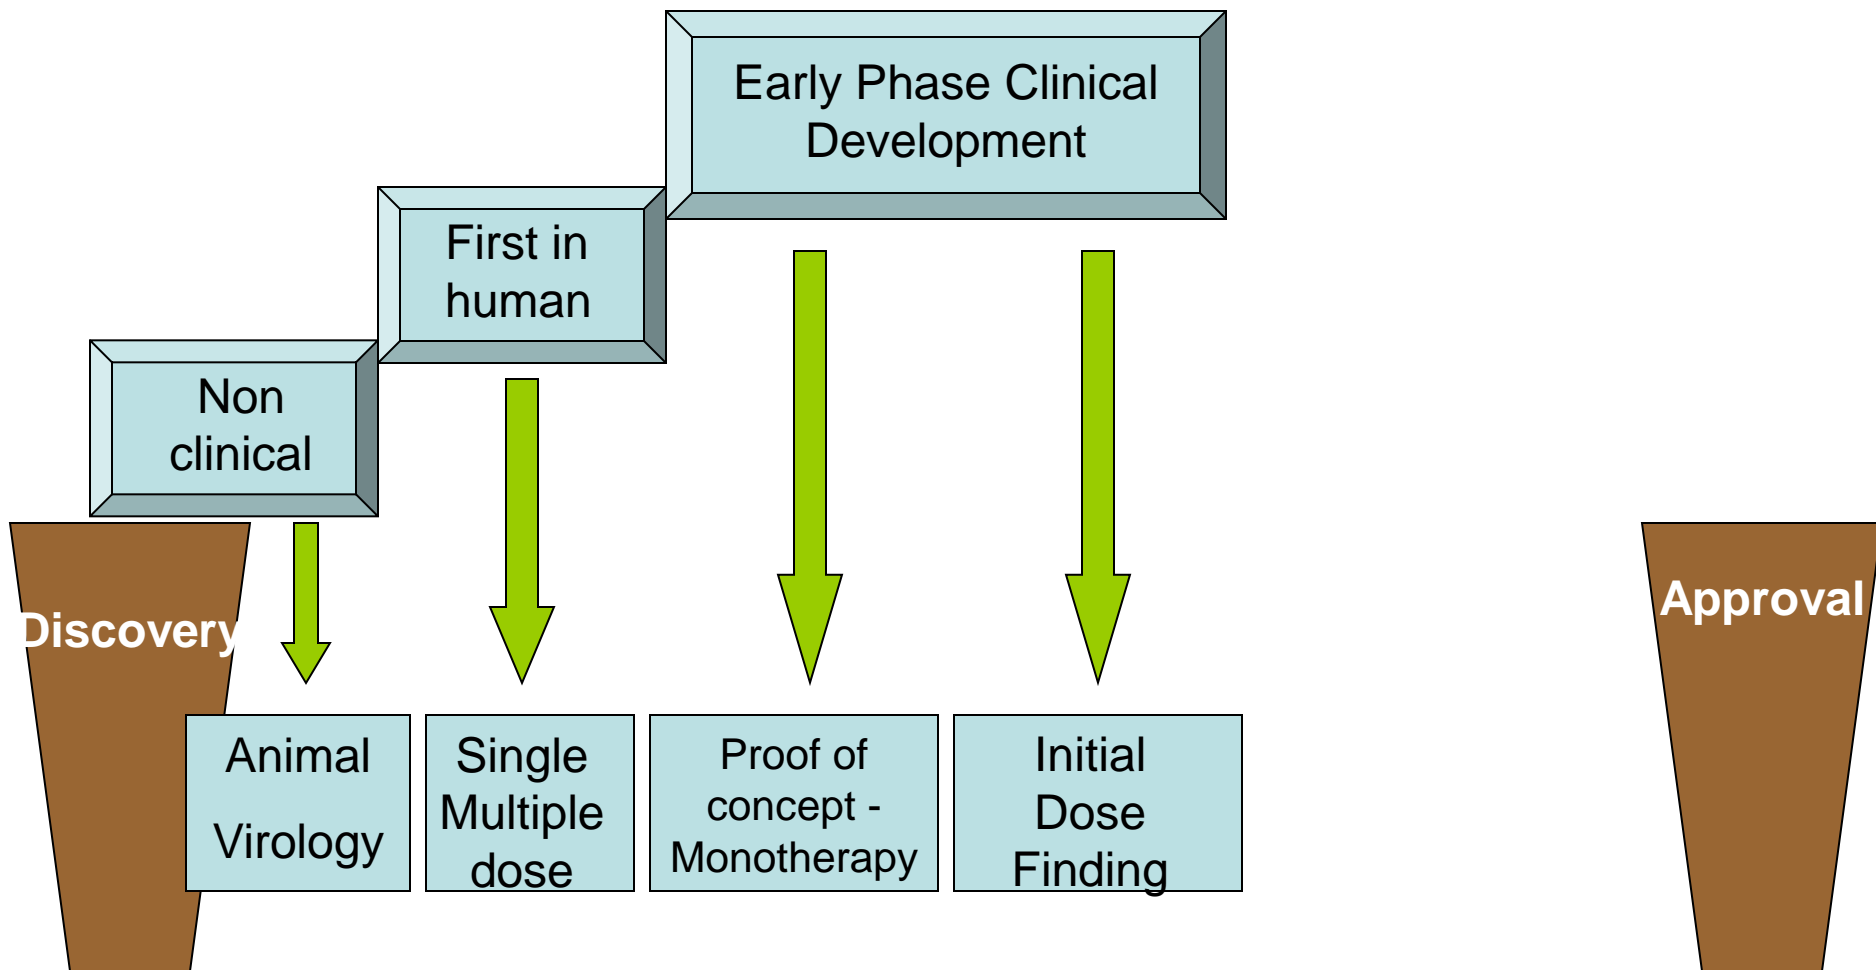 Early Phase Clinical
Development
First in
human
Non
clinical
Discovery
Approval
Animal
Virology
Single
Multiple
dose
Proof of
concept -
Monotherapy
Initial
Dose
Finding